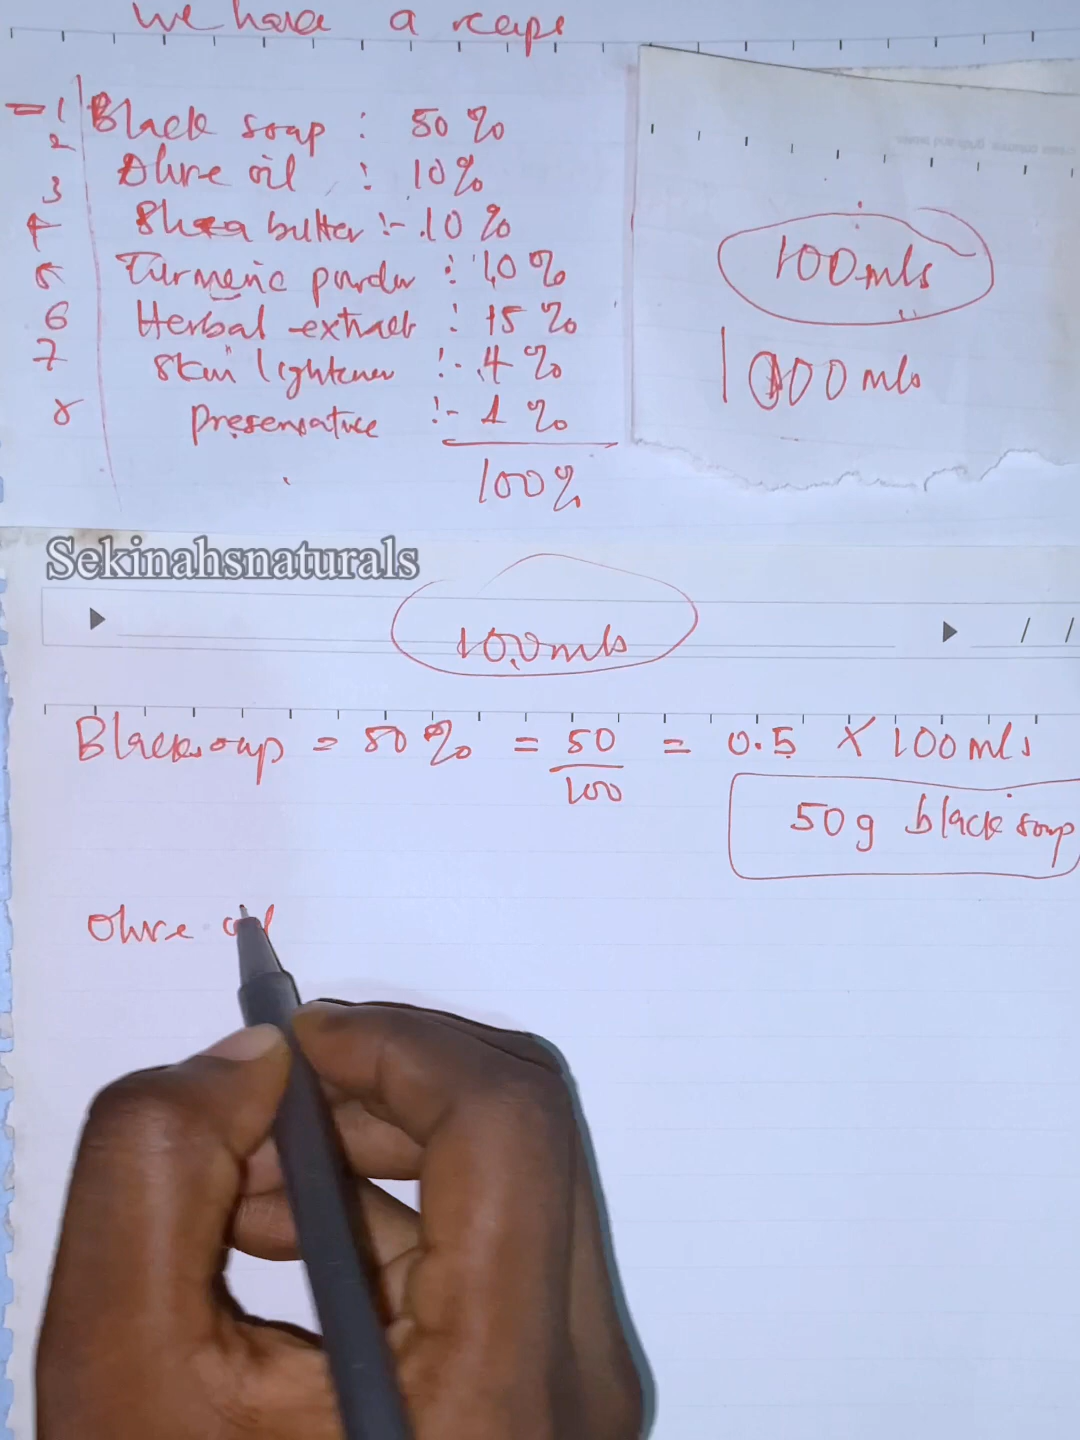 We have a recipe
1 Black soap : 50%
2 Olive oil : 10%
3 Shea butter :- 10%
4 Turmeric powder : 10%
5 Herbal extract : 15%
6 Skin lightener :- 4%
7 Preservative :- 1%
8
100%
100mls
1000mls
Sekinahsnaturals
100mls
Blacksoap = 50% = 50/100 = 0.5 X 100mls
50g black soap
Olive oil